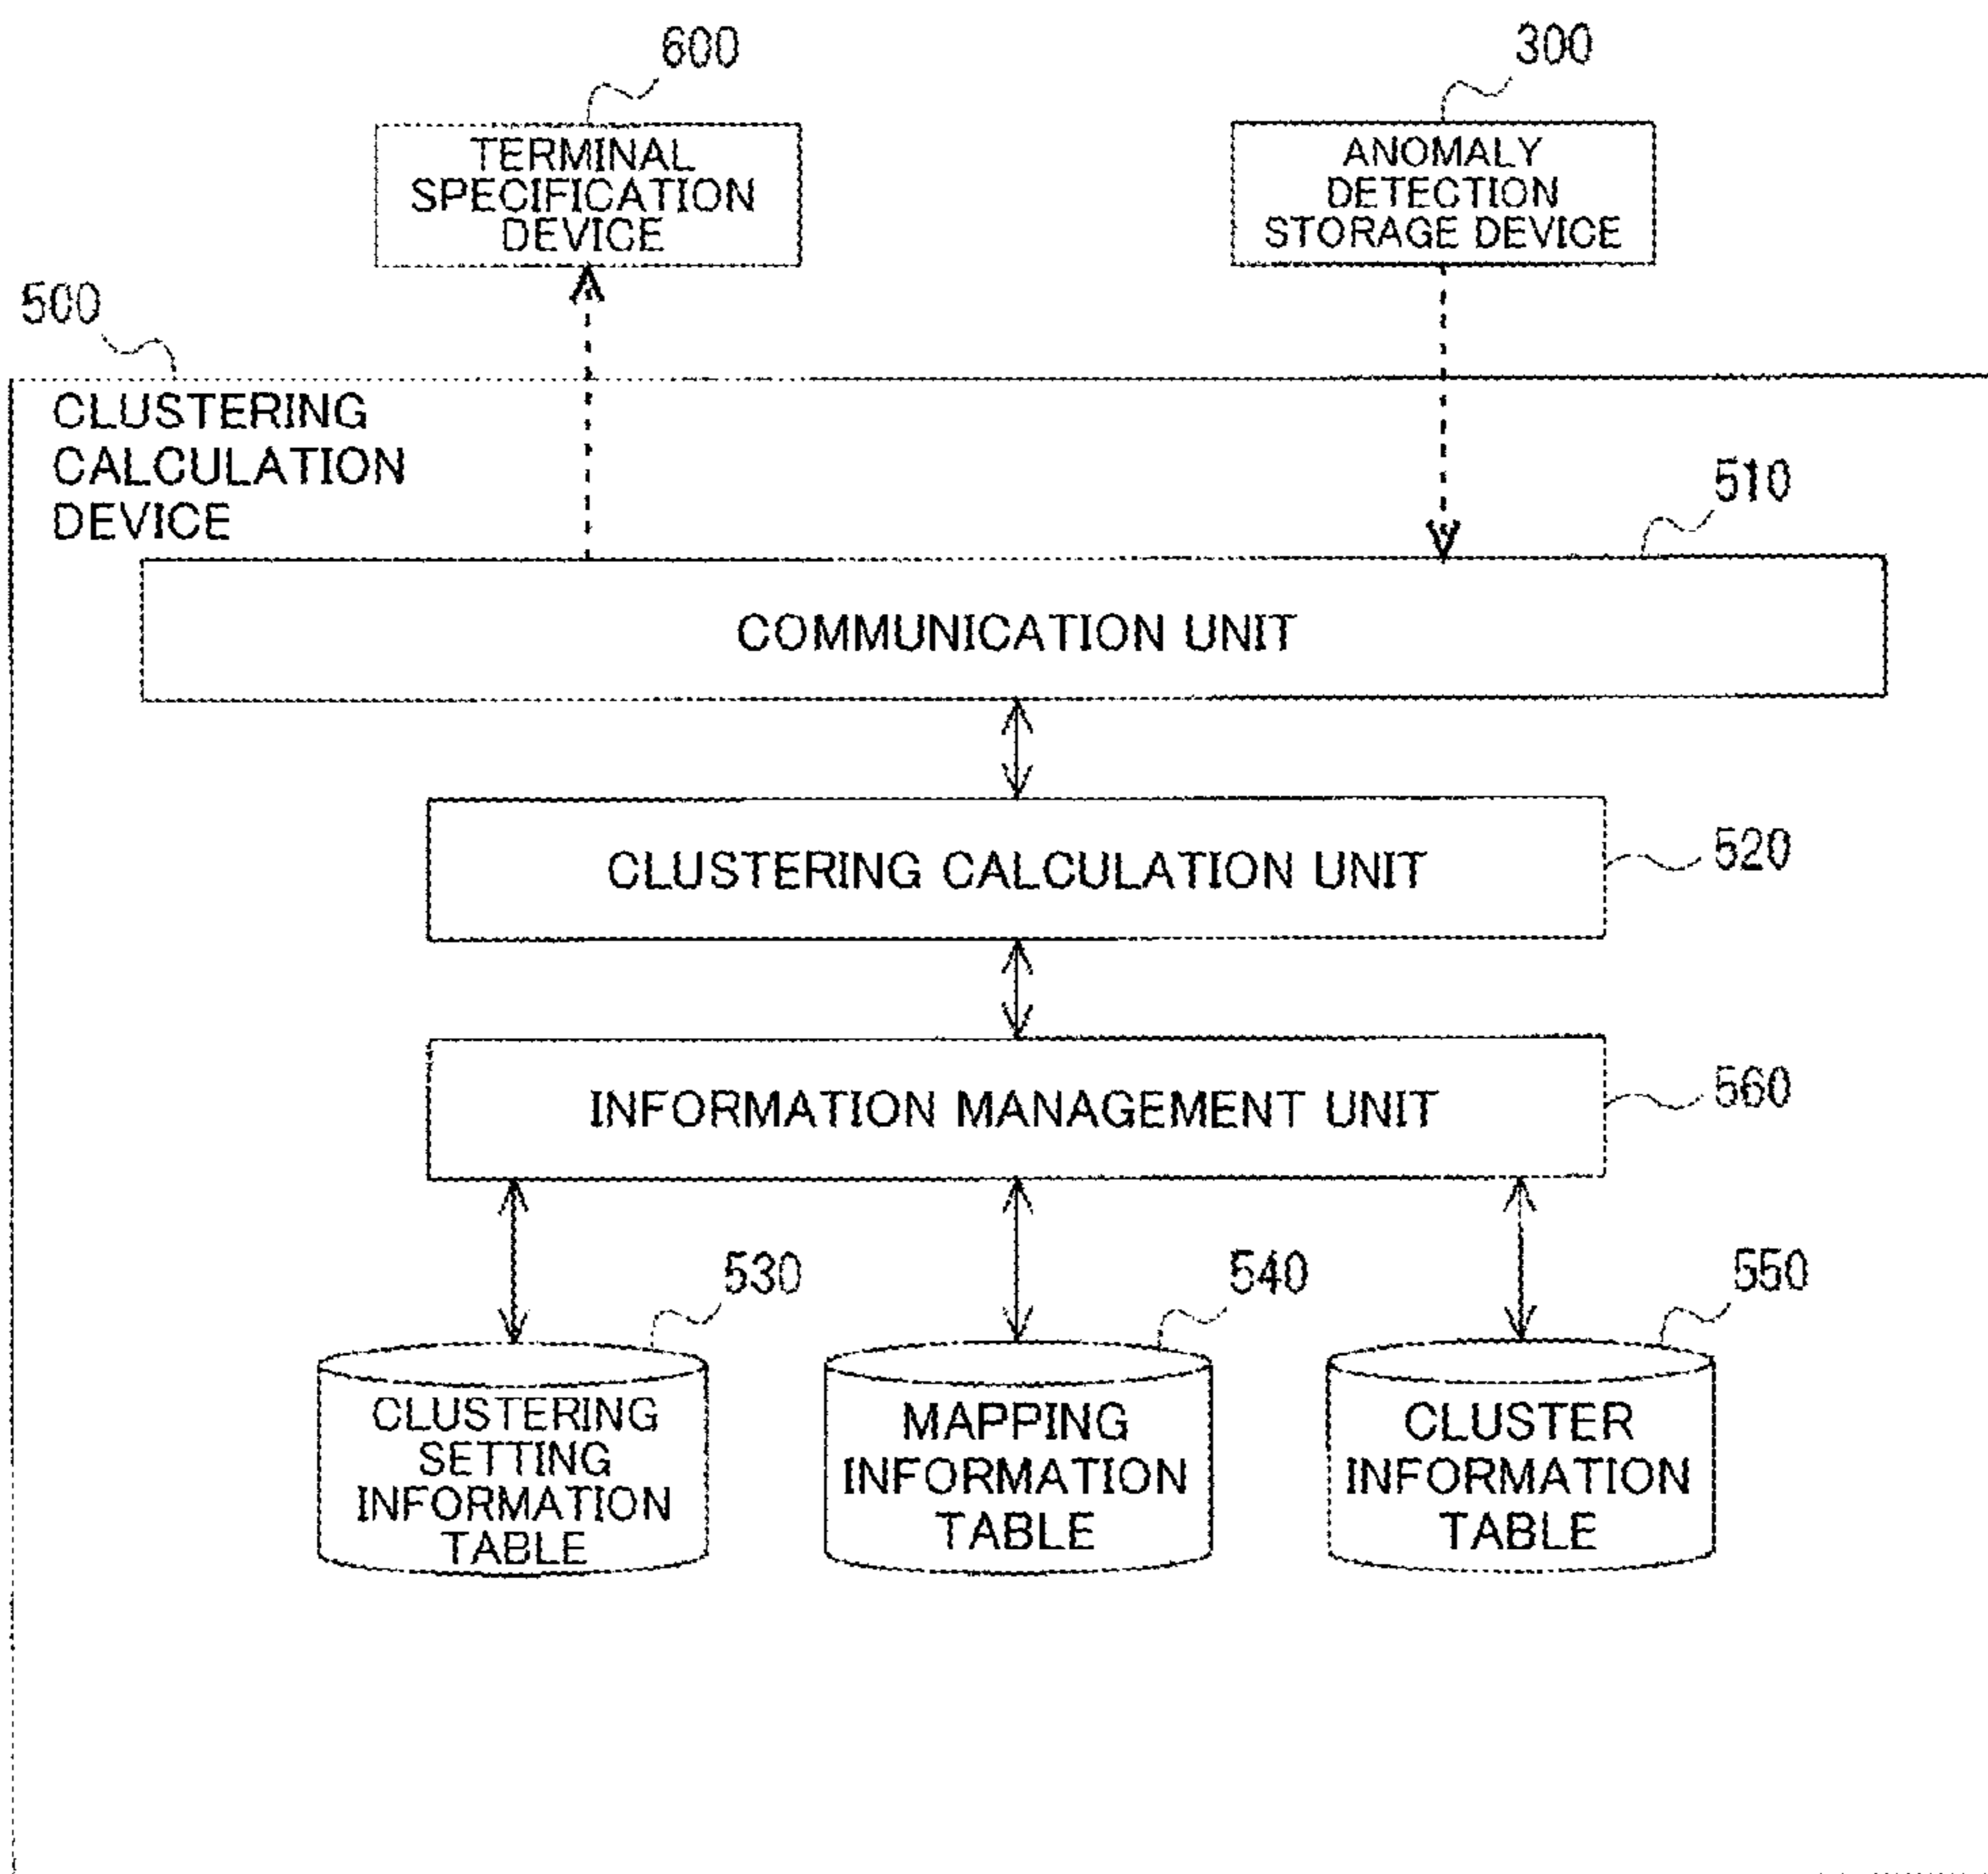 600
300
TERMINAL
SPECIFICATION
DEVICE
ANOMALY
DETECTION
STORAGE DEVICE
500
CLUSTERING
CALCULATION
DEVICE
510
COMMUNICATION UNIT
CLUSTERING CALCULATION UNIT
520
INFORMATION MANAGEMENT UNIT
560
530
540
550
CLUSTERING
SETTING
INFORMATION
TABLE
MAPPING
INFORMATION
TABLE
CLUSTER
INFORMATION
TABLE